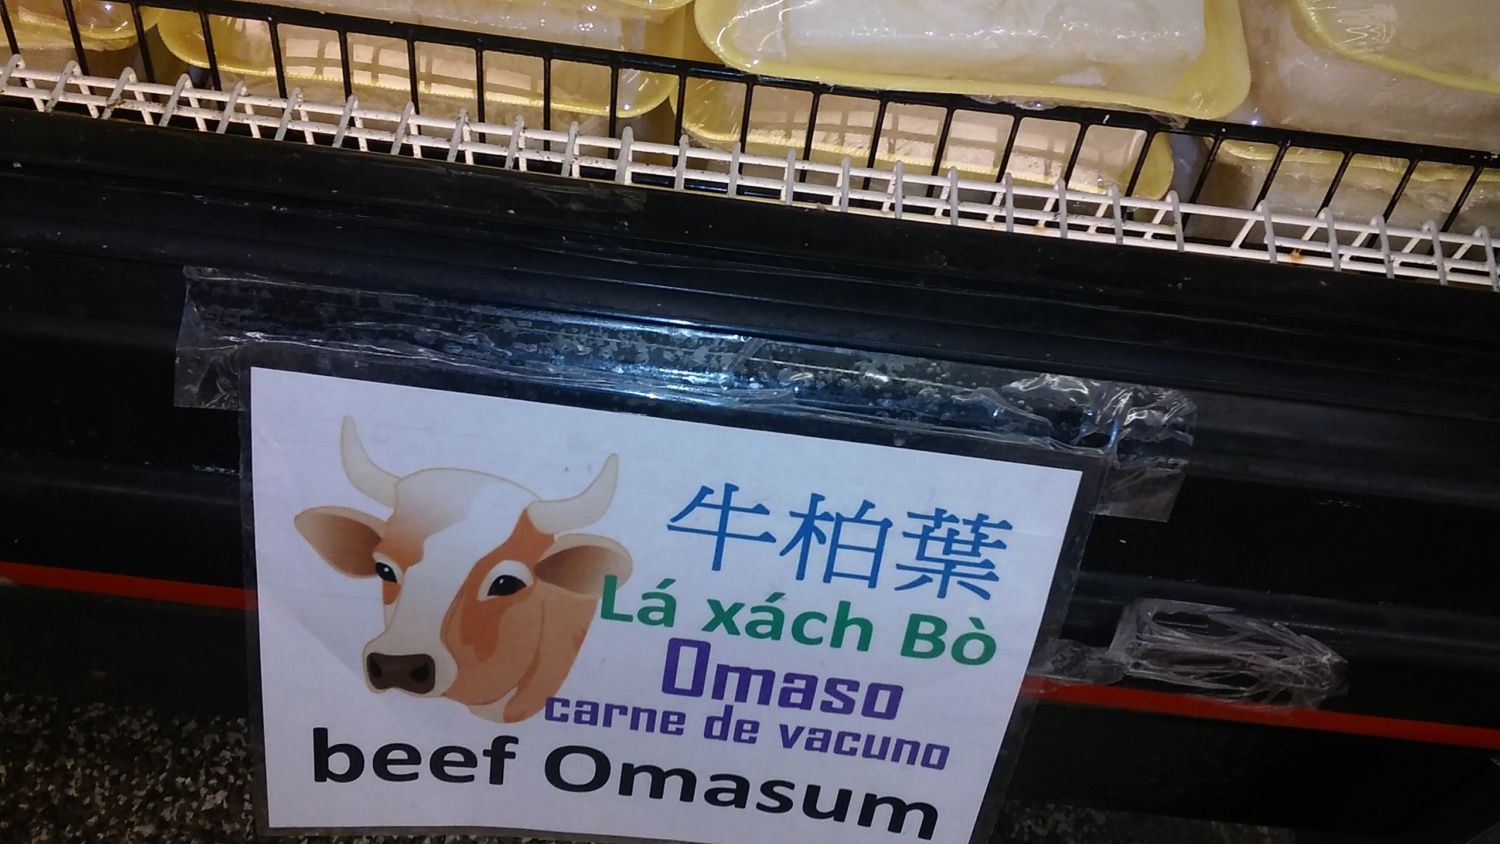 牛柏葉
Lá xách Bò
Omaso
carne de vacuno
beef Omasum